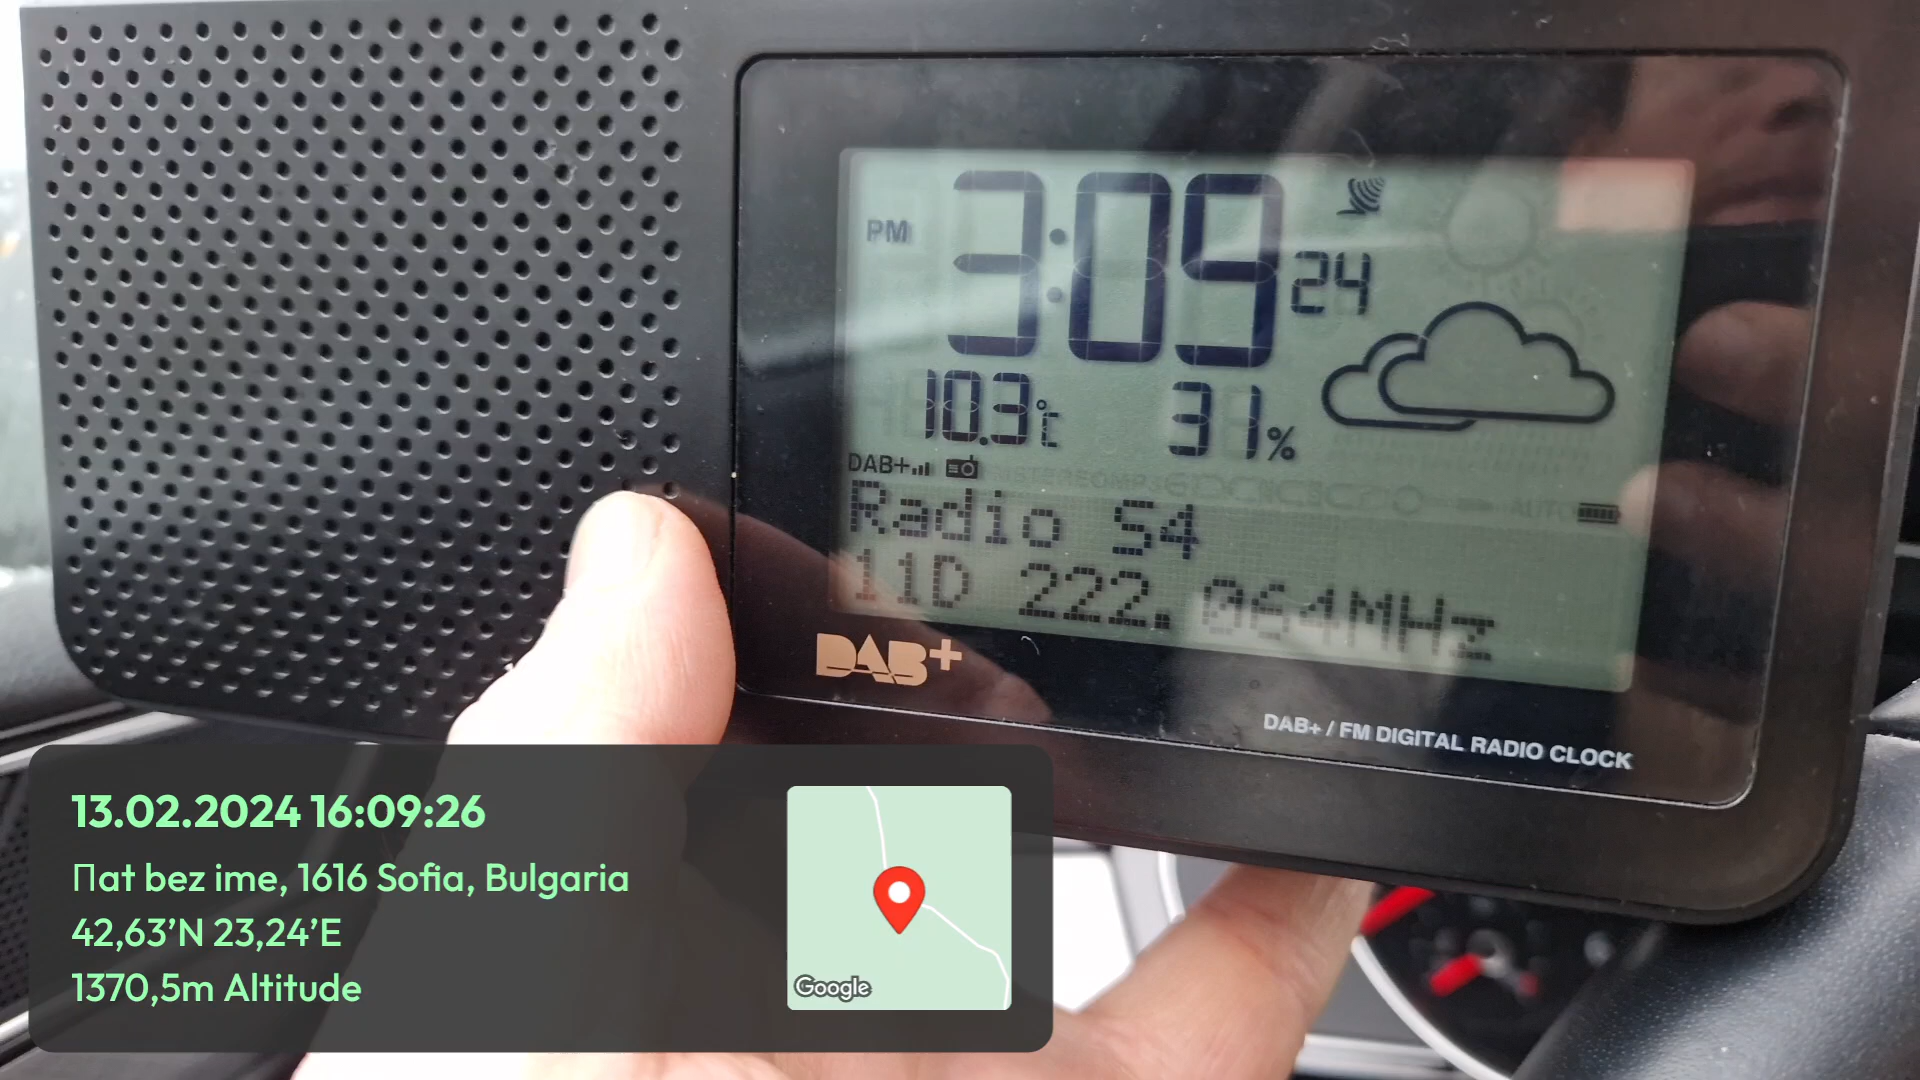 PM 3:09 24
10.3°C 31%
DAB+
Radio S4
11D 222.064MHz
DAB+
DAB+ / FM DIGITAL RADIO CLOCK
13.02.2024 16:09:26
Пat bez ime, 1616 Sofia, Bulgaria
42,63’N 23,24’E
1370,5m Altitude
Google